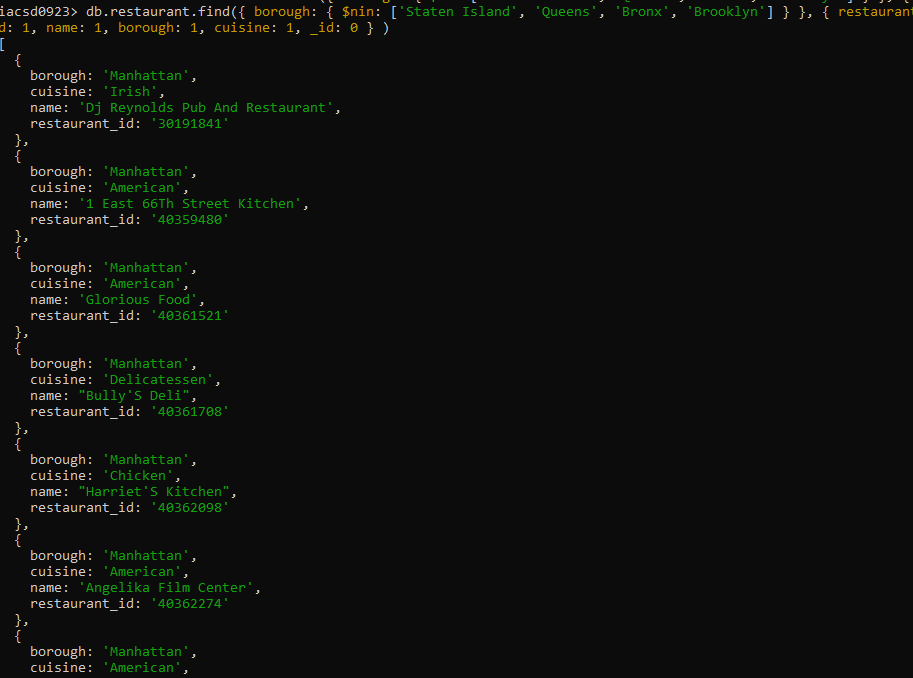 iacsd0923> db.restaurant.find({ borough: { $nin: ['Staten Island', 'Queens', 'Bronx', 'Brooklyn'] } }, { restaurant
d: 1, name: 1, borough: 1, cuisine: 1, _id: 0 } )
[
  {
    borough: 'Manhattan',
    cuisine: 'Irish',
    name: 'Dj Reynolds Pub And Restaurant',
    restaurant_id: '30191841'
  },
  {
    borough: 'Manhattan',
    cuisine: 'American',
    name: '1 East 66Th Street Kitchen',
    restaurant_id: '40359480'
  },
  {
    borough: 'Manhattan',
    cuisine: 'American',
    name: 'Glorious Food',
    restaurant_id: '40361521'
  },
  {
    borough: 'Manhattan',
    cuisine: 'Delicatessen',
    name: "Bully'S Deli",
    restaurant_id: '40361708'
  },
  {
    borough: 'Manhattan',
    cuisine: 'Chicken',
    name: "Harriet'S Kitchen",
    restaurant_id: '40362098'
  },
  {
    borough: 'Manhattan',
    cuisine: 'American',
    name: 'Angelika Film Center',
    restaurant_id: '40362274'
  },
  {
    borough: 'Manhattan',
    cuisine: 'American',